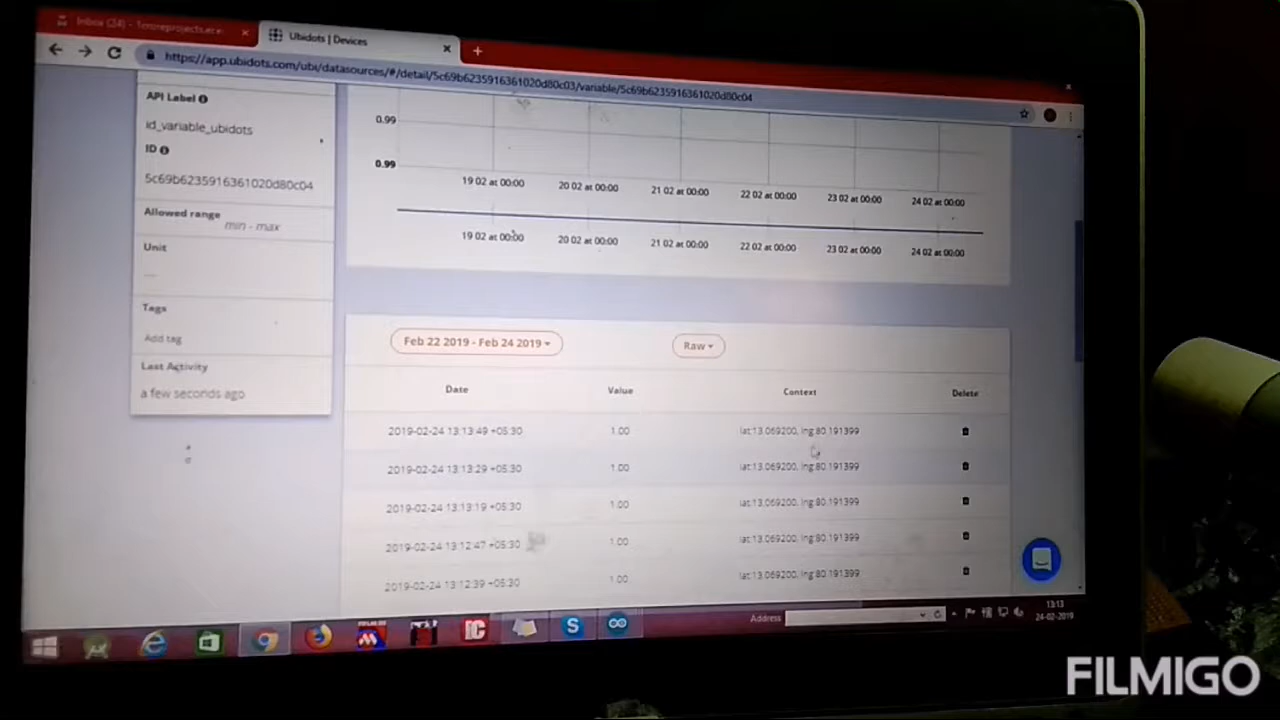 Inbox (34)
Ubidots | Devices
https://app.ubidots.com/ubi/datasources/#/detail/5c69b6235916361020d80c03/variable/5c69b6235916361020d80c04
API Label
id_variable_ubidots
ID
5c69b6235916361020d80c04
Allowed range
min - max
Unit
Tags
Add tag
Last Activity
a few seconds ago
0.99
0.99
19 02 at 00:00 20 02 at 00:00 21 02 at 00:00 22 02 at 00:00 23 02 at 00:00 24 02 at 00:00
19 02 at 00:00 20 02 at 00:00 21 02 at 00:00 22 02 at 00:00 23 02 at 00:00 24 02 at 00:00
Feb 22 2019 - Feb 24 2019 Raw
Date Value Context Delete
2019-02-24 13:13:49 +05:30 1.00 lat:13.069200, lng:80.191399
2019-02-24 13:13:29 +05:30 1.00 lat:13.069200, lng:80.191399
2019-02-24 13:13:19 +05:30 1.00 lat:13.069200, lng:80.191399
2019-02-24 13:12:47 +05:30 1.00 lat:13.069200, lng:80.191399
2019-02-24 13:12:39 +05:30 1.00 lat:13.069200, lng:80.191399
Address
13:13
24-02-2019
FILMIGO